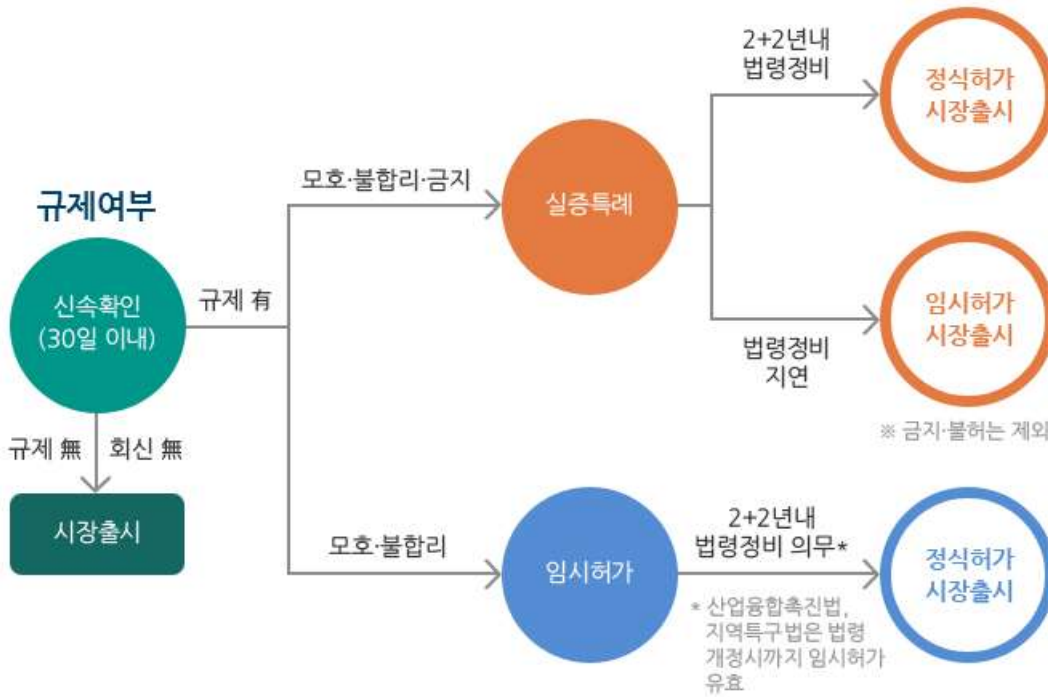 규제여부
신속확인
(30일 이내)
규제 無
회신 無
시장출시
규제 有
모호·불합리·금지
실증특례
2+2년내
법령정비
정식허가
시장출시
법령정비
지연
임시허가
시장출시
※ 금지·불허는 제외
모호·불합리
임시허가
2+2년내
법령정비 의무*
* 산업융합촉진법,
지역특구법은 법령
개정시까지 임시허가
유효
정식허가
시장출시